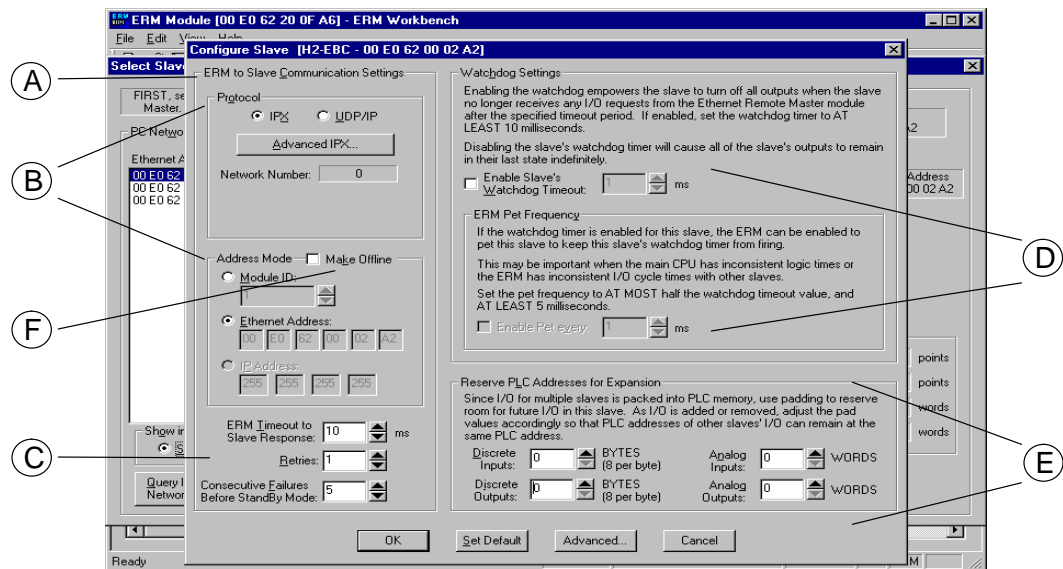 ERM Module [00 E0 62 20 0F A6] - ERM Workbench
File Edit View Help
Select Slav
Configure Slave [H2-EBC - 00 E0 62 00 02 A2]
FIRST, se
Master.
PC Netwo
Ethernet A
00 E0 62
00 E0 62
00 E0 62
Show in
Query I
Networ
Ready
A
B
F
C
ERM to Slave Communication Settings
Protocol
IPX UDP/IP
Advanced IPX...
Network Number: 0
Address Mode Make Offline
Module ID:
1
Ethernet Address:
00 E0 62 00 02 A2
IP Address:
255 255 255 255
ERM Timeout to
Slave Response: 10 ms
Retries: 1
Consecutive Failures
Before StandBy Mode: 5
Watchdog Settings
Enabling the watchdog empowers the slave to turn off all outputs when the slave
no longer receives any I/O requests from the Ethernet Remote Master module
after the specified timeout period. If enabled, set the watchdog timer to AT
LEAST 10 milliseconds.
Disabling the slave's watchdog timer will cause all of the slave's outputs to remain
in their last state indefinitely.
Enable Slave's
Watchdog Timeout: 1 ms
ERM Pet Frequency
If the watchdog timer is enabled for this slave, the ERM can be enabled to
pet this slave to keep this slave's watchdog timer from firing.
This may be important when the main CPU has inconsistent logic times or
the ERM has inconsistent I/O cycle times with other slaves.
Set the pet frequency to AT MOST half the watchdog timeout value, and
AT LEAST 5 milliseconds.
Enable Pet every: 1 ms
Reserve PLC Addresses for Expansion
Since I/O for multiple slaves is packed into PLC memory, use padding to reserve
room for future I/O in this slave. As I/O is added or removed, adjust the pad
values accordingly so that PLC addresses of other slaves' I/O can remain at the
same PLC address.
Discrete
Inputs: 0 BYTES
(8 per byte)
Analog
Inputs: 0 WORDS
Discrete
Outputs: 0 BYTES
(8 per byte)
Analog
Outputs: 0 WORDS
OK Set Default Advanced... Cancel
A2
Address
00 02 A2
points
points
words
words
M
D
E